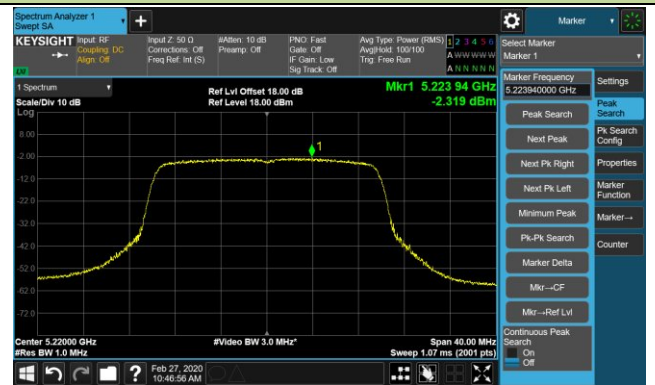 Spectrum Analyzer 1
Swept SA
Marker
KEYSIGHT
Input: RF
Coupling: DC
Align: Off
Input Z: 50 Ω
Corrections: Off
Freq Ref: Int (S)
#Atten: 10 dB
Preamp: Off
PNO: Fast
Gate: Off
IF Gain: Low
Sig Track: Off
Avg Type: Power (RMS)
Avg|Hold: 100/100
Trig: Free Run
1 2 3 4 5 6
A W W W W W
A N N N N N
Select Marker
Marker 1
1 Spectrum
Scale/Div 10 dB
Ref Lvl Offset 18.00 dB
Ref Level 18.00 dBm
Mkr1 5.223 94 GHz
-2.319 dBm
Log
8.00
-2.00
-12.0
-22.0
-32.0
-42.0
-52.0
-62.0
-72.0
1
Center 5.22000 GHz
#Res BW 1.0 MHz
#Video BW 3.0 MHz*
Span 40.00 MHz
Sweep 1.07 ms (2001 pts)
Marker Frequency
5.223940000 GHz
Peak Search
Next Peak
Next Pk Right
Next Pk Left
Minimum Peak
Pk-Pk Search
Marker Delta
Mkr→CF
Mkr→Ref Lvl
Continuous Peak
Search
On
Off
Settings
Peak
Search
Pk Search
Config
Properties
Marker
Function
Marker→
Counter
Feb 27, 2020
10:46:56 AM